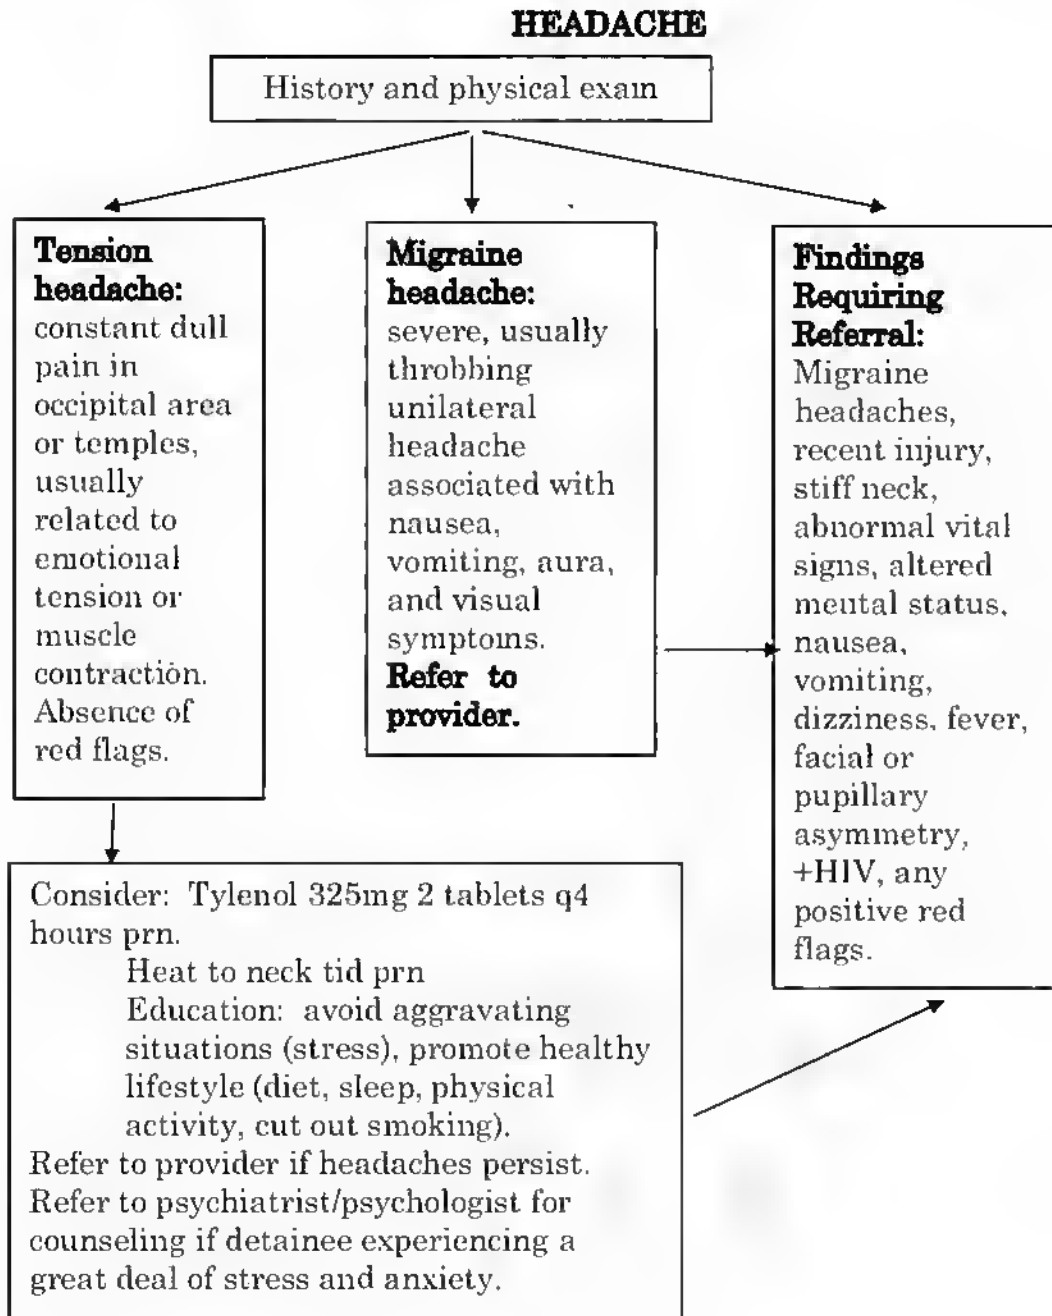 HEADACHE
History and physical exam
Tension
headache:
constant dull
pain in
occipital area
or temples,
usually
related to
emotional
tension or
muscle
contraction.
Absence of
red flags.
Migraine
headache:
severe, usually
throbbing
unilateral
headache
associated with
nausea,
vomiting, aura,
and visual
symptoms.
Refer to
provider.
Findings
Requiring
Referral:
Migraine
headaches,
recent injury,
stiff neck,
abnormal vital
signs, altered
mental status,
nausea,
vomiting,
dizziness, fever,
facial or
pupillary
asymmetry,
+HIV, any
positive red
flags.
Consider: Tylenol 325mg 2 tablets q4
hours prn.
Heat to neck tid prn
Education: avoid aggravating
situations (stress), promote healthy
lifestyle (diet, sleep, physical
activity, cut out smoking).
Refer to provider if headaches persist.
Refer to psychiatrist/psychologist for
counseling if detainee experiencing a
great deal of stress and anxiety.